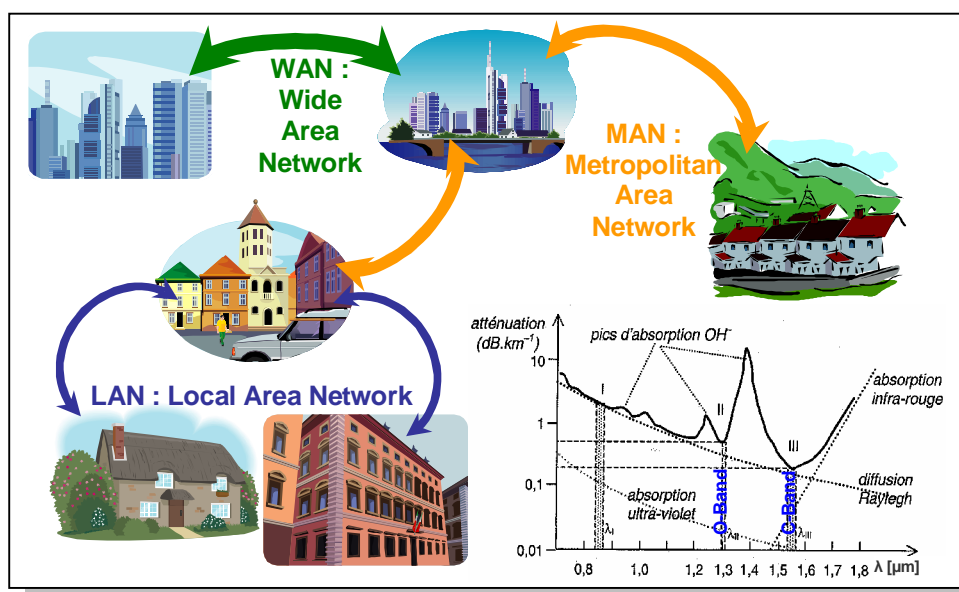 WAN :
Wide
Area
Network
MAN :
Metropolitan
Area
Network
LAN : Local Area Network
atténuation
(dB.km⁻¹)
pics d'absorption OH⁻
absorption
infra-rouge
diffusion
Haylegh
absorption
ultra-violet
I
II
III
O-Band
C-Band
λI
λII
λIII
10
1
0,1
0,01
0,8 1,0 1,2 1,3 1,4 1,5 1,6 1,7 1,8 λ [µm]